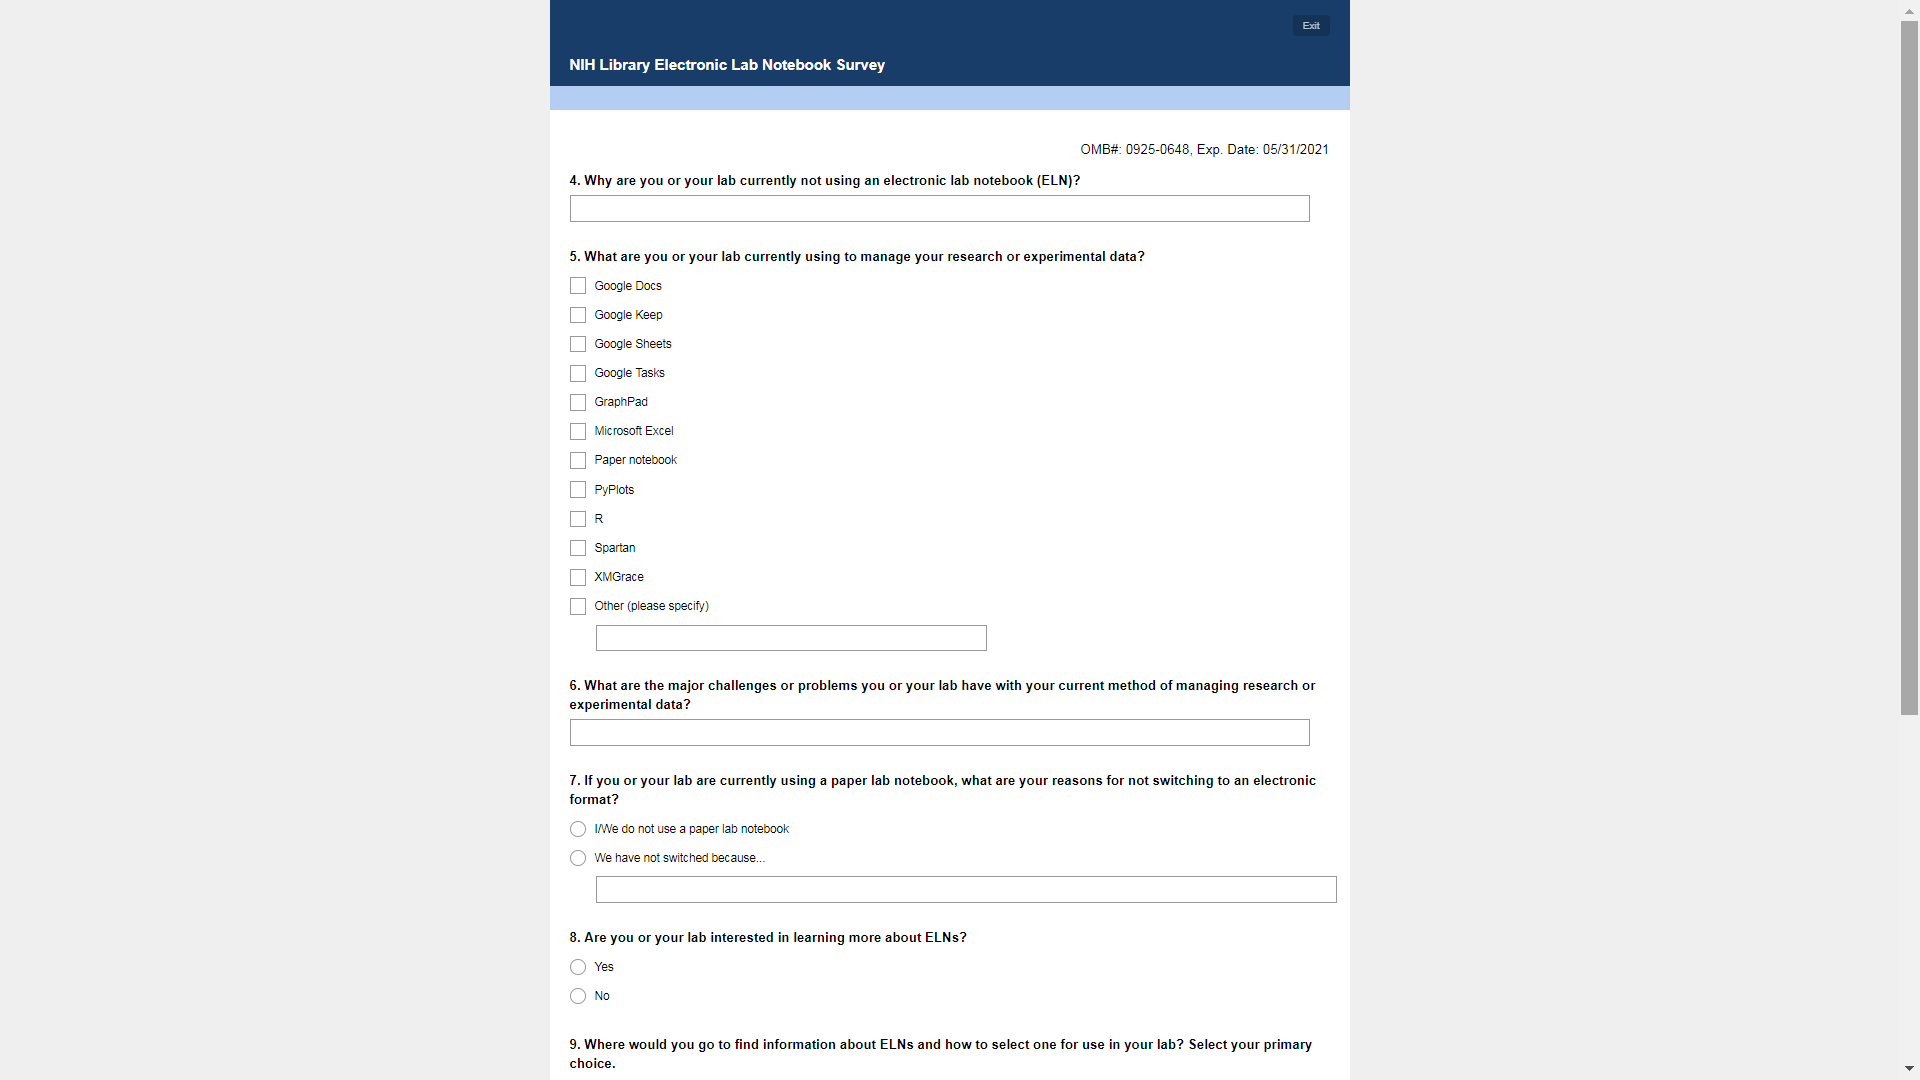 Exit
NIH Library Electronic Lab Notebook Survey
OMB#: 0925-0648, Exp. Date: 05/31/2021
4. Why are you or your lab currently not using an electronic lab notebook (ELN)?
5. What are you or your lab currently using to manage your research or experimental data?
Google Docs
Google Keep
Google Sheets
Google Tasks
GraphPad
Microsoft Excel
Paper notebook
PyPlots
R
Spartan
XMGrace
Other (please specify)
6. What are the major challenges or problems you or your lab have with your current method of managing research or
experimental data?
7. If you or your lab are currently using a paper lab notebook, what are your reasons for not switching to an electronic
format?
I/We do not use a paper lab notebook
We have not switched because...
8. Are you or your lab interested in learning more about ELNs?
Yes
No
9. Where would you go to find information about ELNs and how to select one for use in your lab? Select your primary
choice.